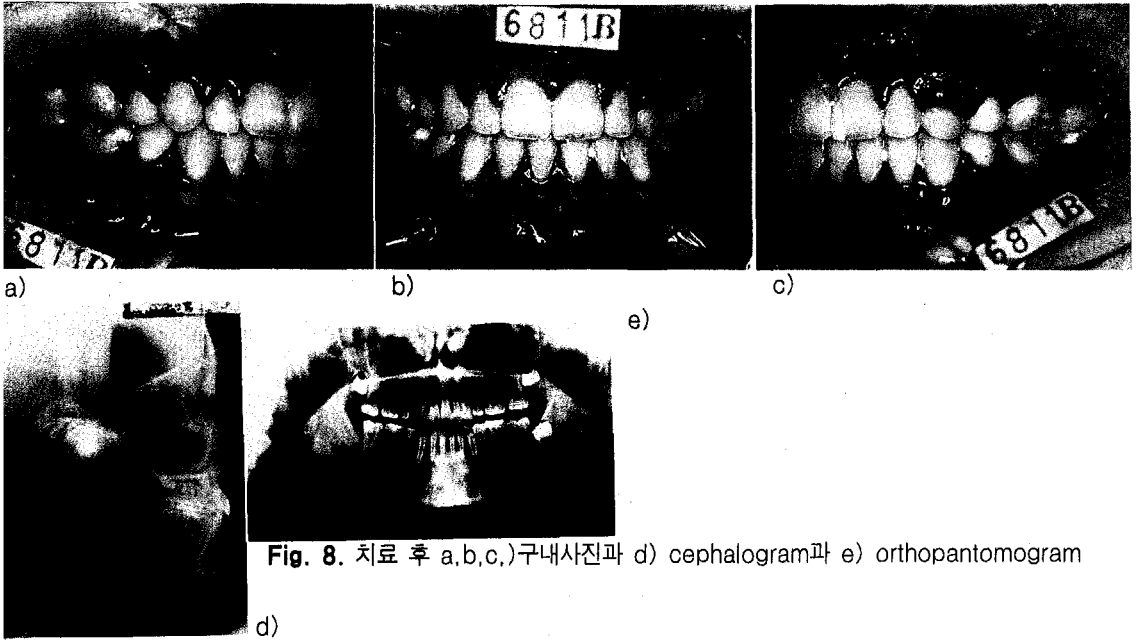 6811B
6811B
6811B
a)
b)
c)
e)
Fig. 8. 치료 후 a,b,c,)구내사진과 d) cephalogram과 e) orthopantomogram
d)